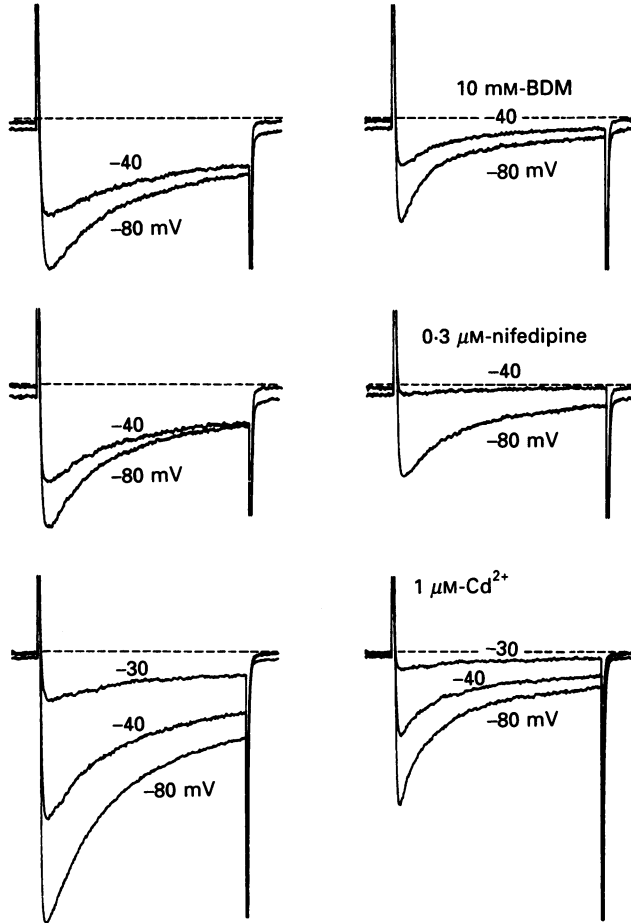 –40
–80 mV
10 mM-BDM
–40
–80 mV
–40
–80 mV
0·3 μM-nifedipine
–40
–80 mV
–30
–40
–80 mV
1 μM-Cd²⁺
–30
–40
–80 mV